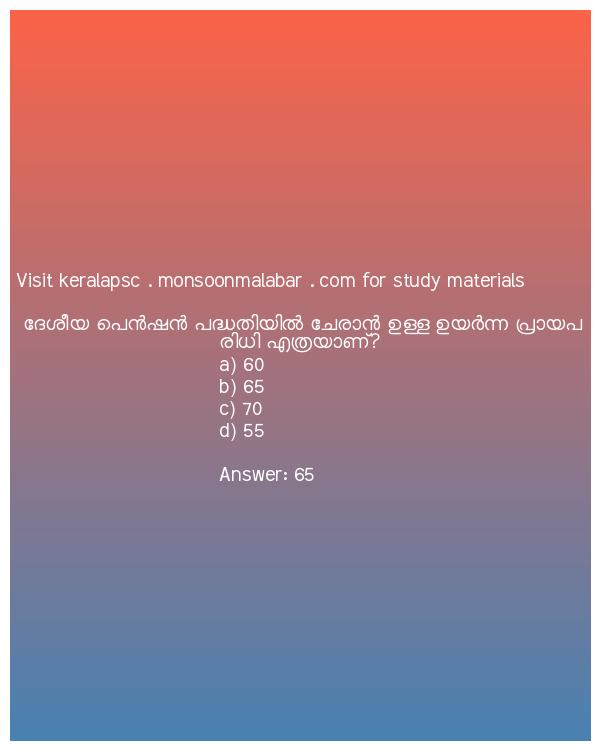 Visit keralapsc . monsoonmalabar . com for study materials
ദേശീയ പെൻഷൻ പദ്ധതിയിൽ ചേരാൻ ഉള്ള ഉയർന്ന പ്രായപ
രിധി എത്രയാണ്?
a) 60
b) 65
c) 70
d) 55
Answer: 65